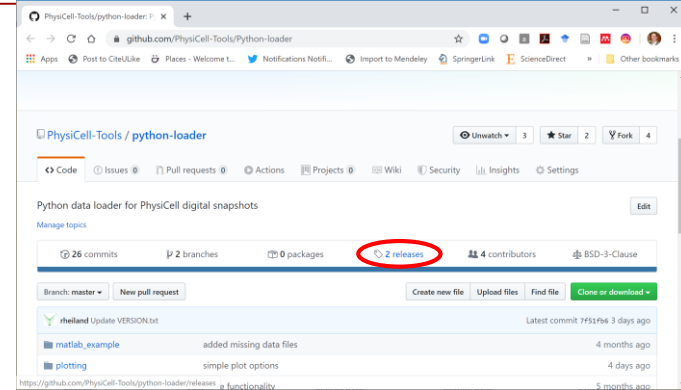 PhysiCell-Tools/python-loader: P
github.com/PhysiCell-Tools/Python-loader
Apps Post to CiteULike Places - Welcome t... Notifications Notifi... Import to Mendeley SpringerLink ScienceDirect » Other bookmarks
PhysiCell-Tools / python-loader
Unwatch 3 Star 2 Fork 4
Code Issues 0 Pull requests 0 Actions Projects 0 Wiki Security Insights Settings
Python data loader for PhysiCell digital snapshots
Edit
Manage topics
26 commits 2 branches 0 packages 2 releases 4 contributors BSD-3-Clause
Branch: master New pull request Create new file Upload files Find file Clone or download
rheiland Update VERSION.txt Latest commit 7f51fb6 3 days ago
matlab_example added missing data files 4 months ago
plotting simple plot options 4 days ago
https://github.com/PhysiCell-Tools/python-loader/releases functionality 5 months ago